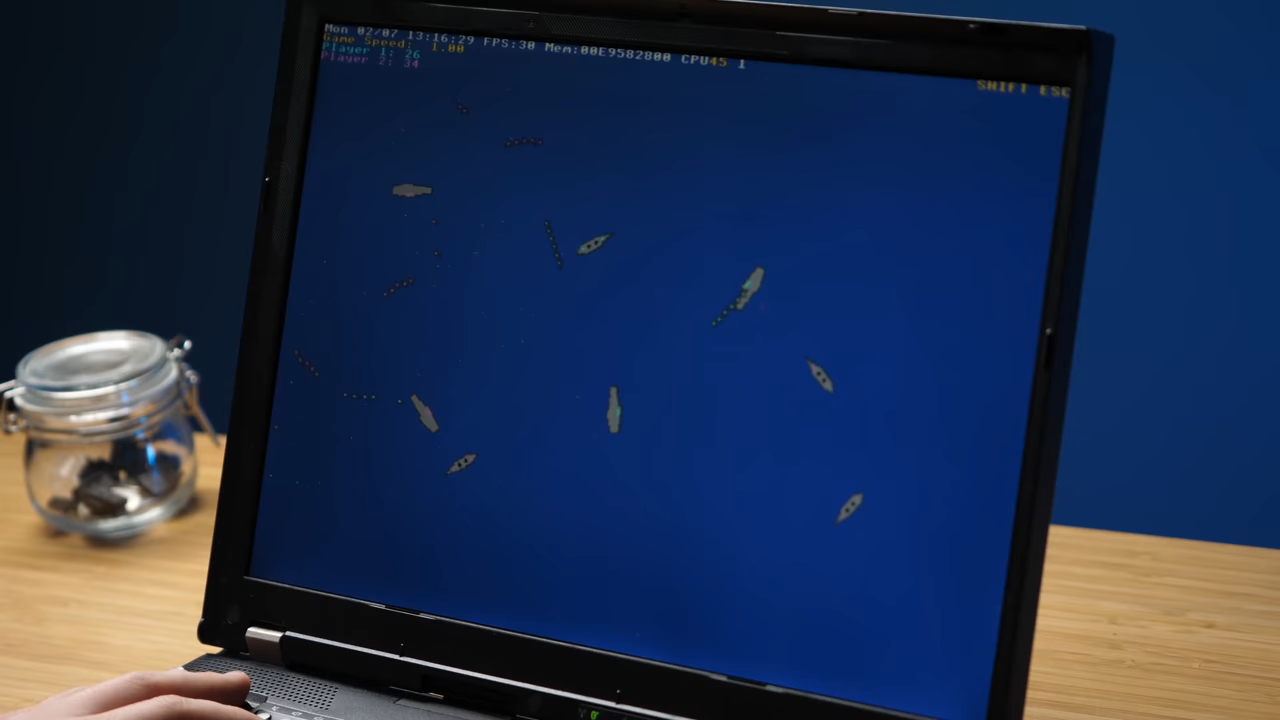 Mon 02/07 13:16:29 FPS:30 Mem:00E9582800 CPU45 1
Game Speed: 1.00
Player 1: 26
Player 2: 34
SHIFT ESC